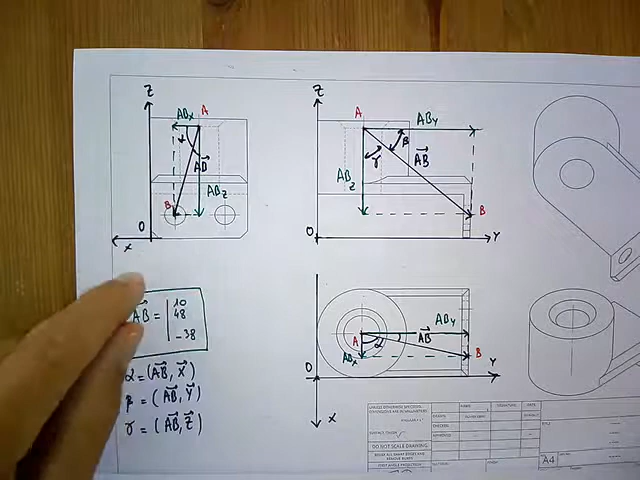 Z
ABx A
α
AB
ABz
B
O
X
Z
A ABy
β
γ AB
ABz
B
O Y
AB = | 10
48
-38
α = (AB, X)
β = (AB, Y)
γ = (AB, Z)
ABy
A α AB
ABx B
O Y
X
DO NOT SCALE DRAWING
A4